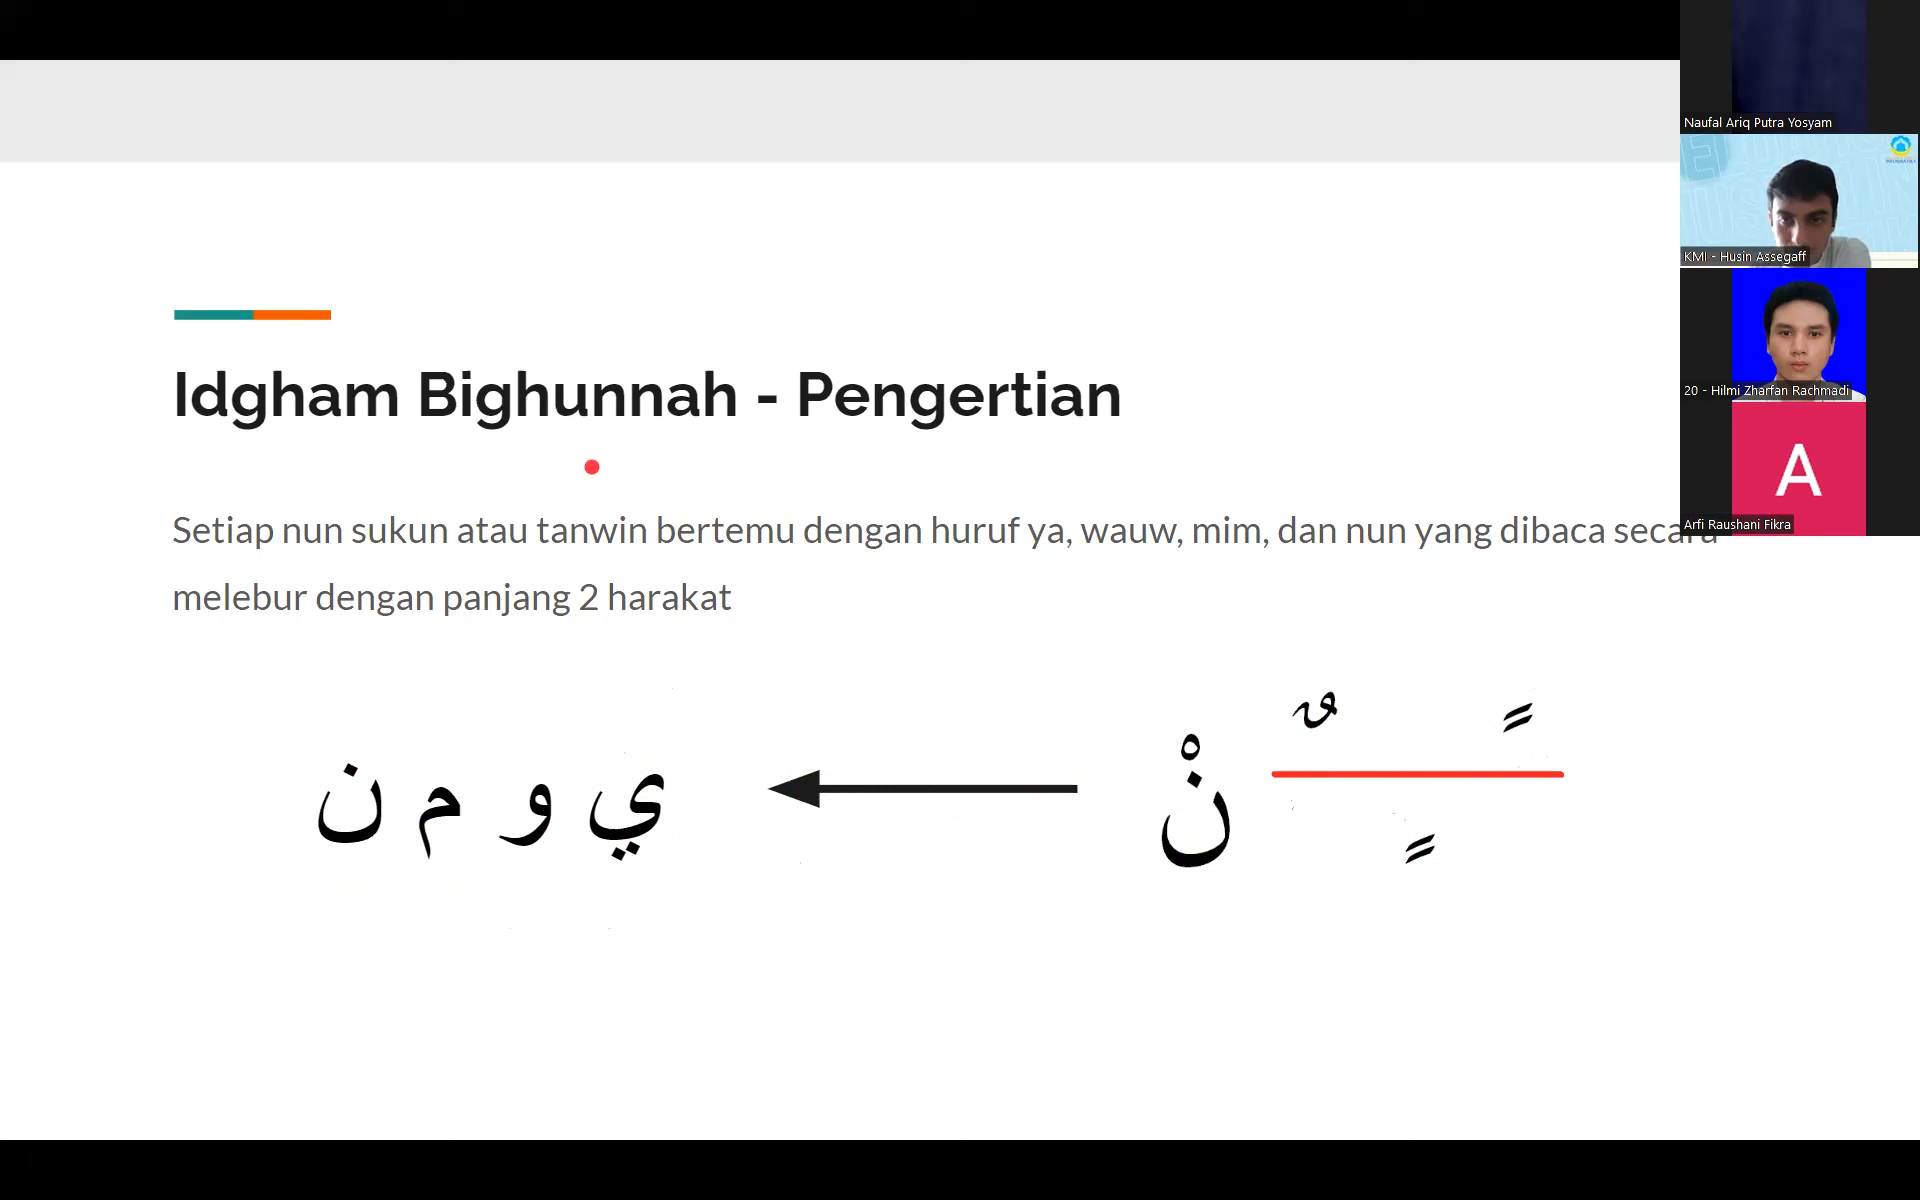 Naufal Ariq Putra Yosyam
KMI - Husin Assegaff
20 - Hilmi Zharfan Rachmadi
A
Arfi Raushani Fikra
Idgham Bighunnah - Pengertian
Setiap nun sukun atau tanwin bertemu dengan huruf ya, wauw, mim, dan nun yang dibaca secara
melebur dengan panjang 2 harakat
ً ٌ
نْ
ٍ
ي و م ن